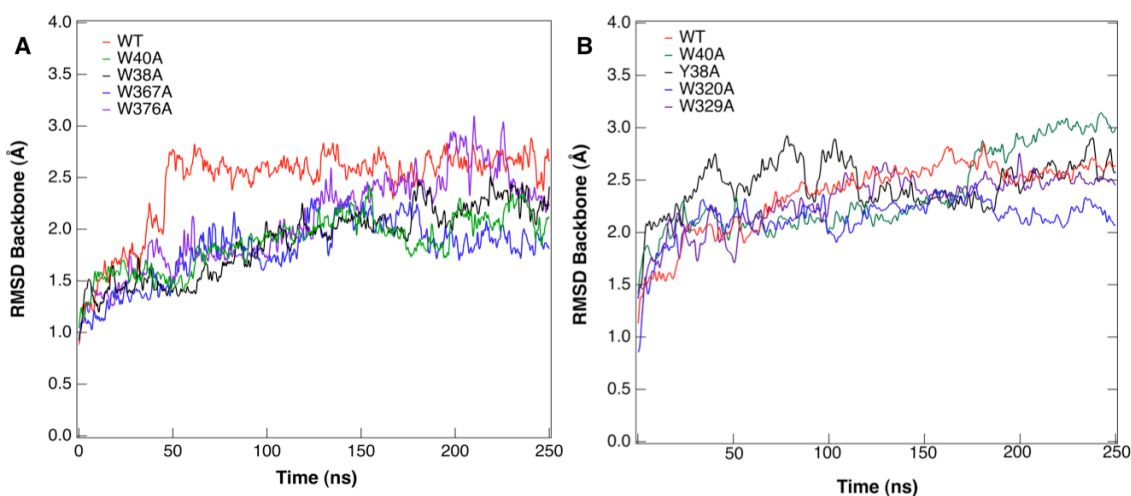 A
4.0
3.5
3.0
2.5
2.0
1.5
1.0
0.5
0.0
RMSD Backbone (Å)
WT
W40A
W38A
W367A
W376A
0 50 100 150 200 250
Time (ns)
B
4.0
3.5
3.0
2.5
2.0
1.5
1.0
0.5
0.0
RMSD Backbone (Å)
WT
W40A
Y38A
W320A
W329A
50 100 150 200 250
Time (ns)